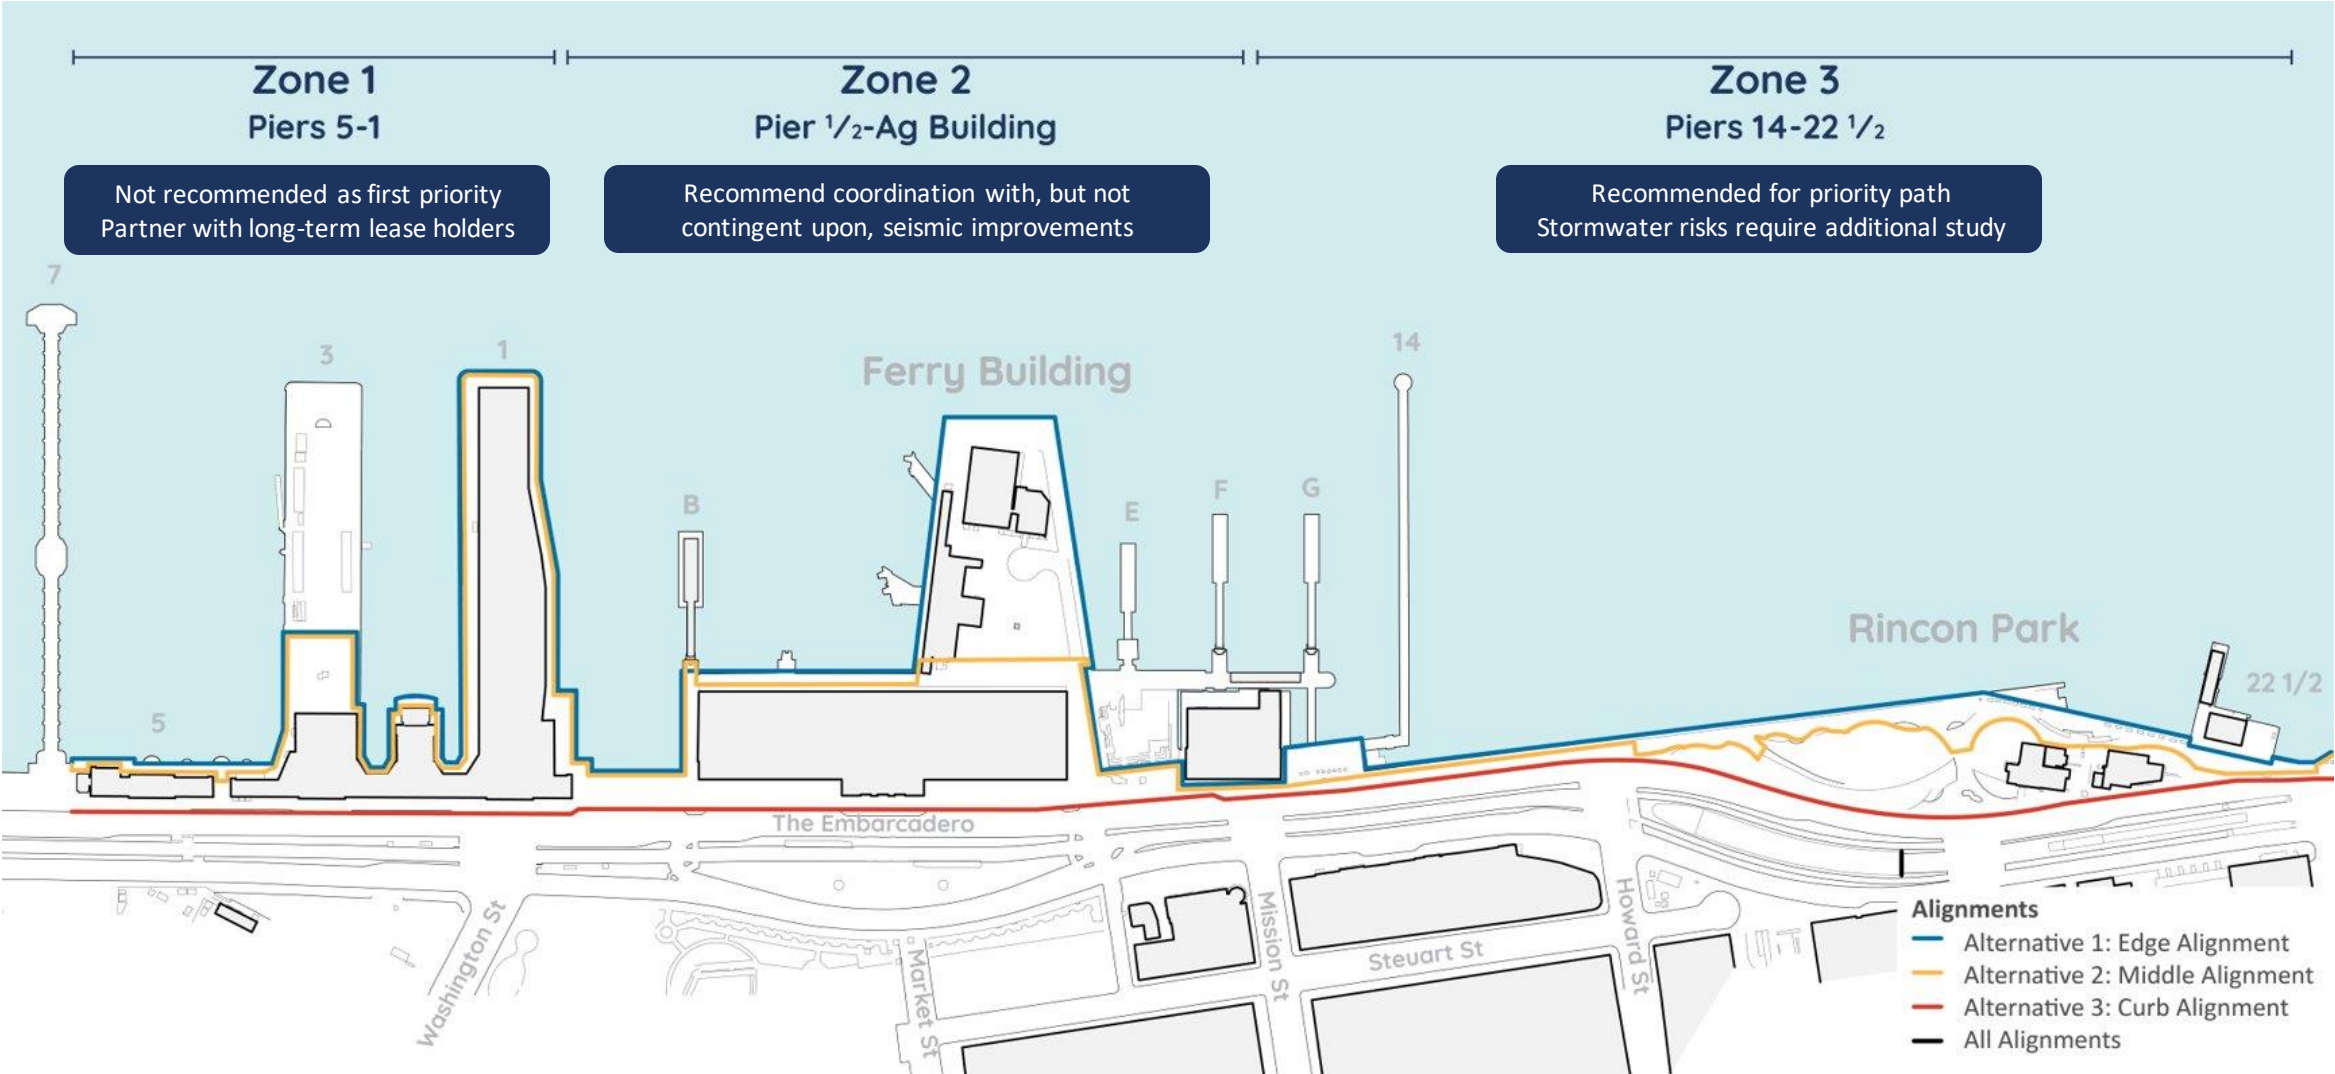 Zone 1
Piers 5-1
Not recommended as first priority
Partner with long-term lease holders
Zone 2
Pier ½-Ag Building
Recommend coordination with, but not
contingent upon, seismic improvements
Zone 3
Piers 14-22 ½
Recommended for priority path
Stormwater risks require additional study
7
3
1
5
B
Ferry Building
E
F
G
14
Rincon Park
22 1/2
The Embarcadero
Washington St
Market St
Mission St
Steuart St
Howard St
Alignments
Alternative 1: Edge Alignment
Alternative 2: Middle Alignment
Alternative 3: Curb Alignment
All Alignments